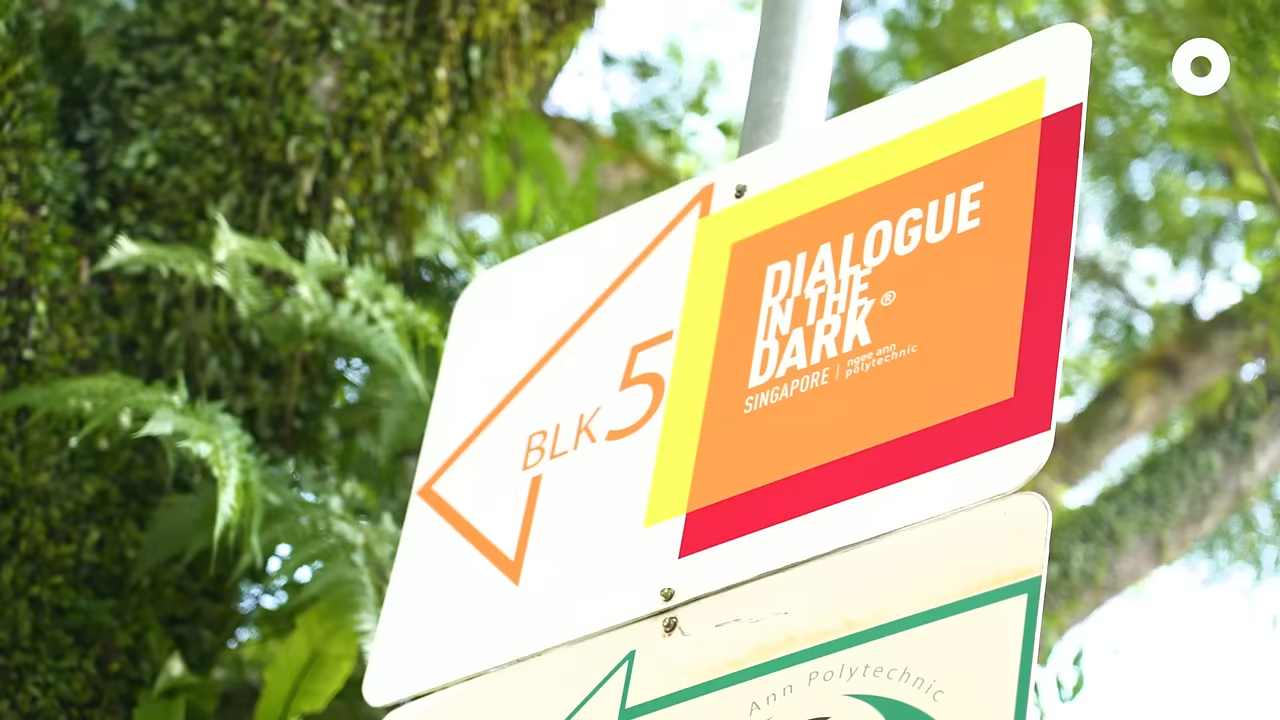 BLK 5
DIALOGUE
IN THE
DARK®
SINGAPORE | ngee ann
polytechnic
Ann Polytechnic